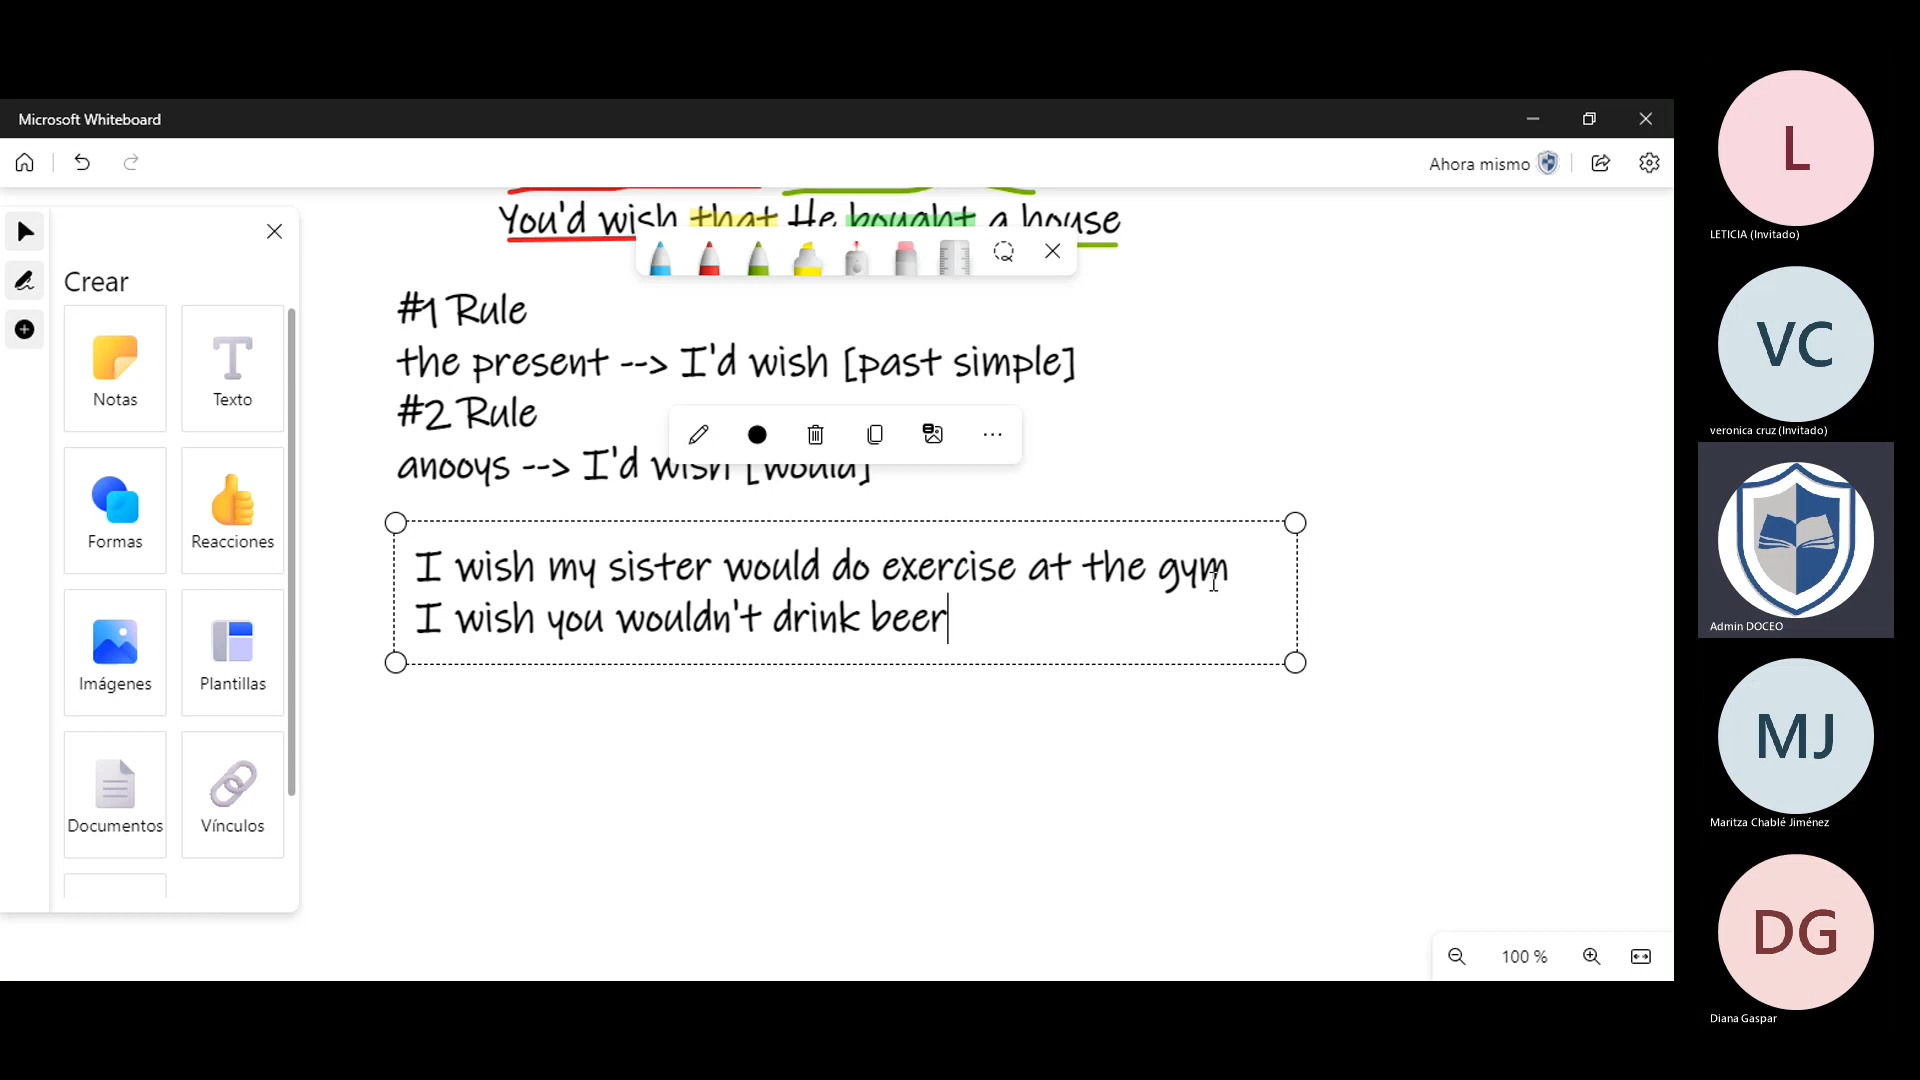 Microsoft Whiteboard
Ahora mismo
You'd wish that He bought a house
Crear
Notas
Texto
Formas
Reacciones
Imágenes
Plantillas
Documentos
Vínculos
#1 Rule
the present --> I'd wish [past simple]
#2 Rule
anooys --> I'd wish [would]
I wish my sister would do exercise at the gym
I wish you wouldn't drink beer
100 %
L
LETICIA (Invitado)
VC
veronica cruz (Invitado)
Admin DOCEO
MJ
Maritza Chablé Jiménez
DG
Diana Gaspar